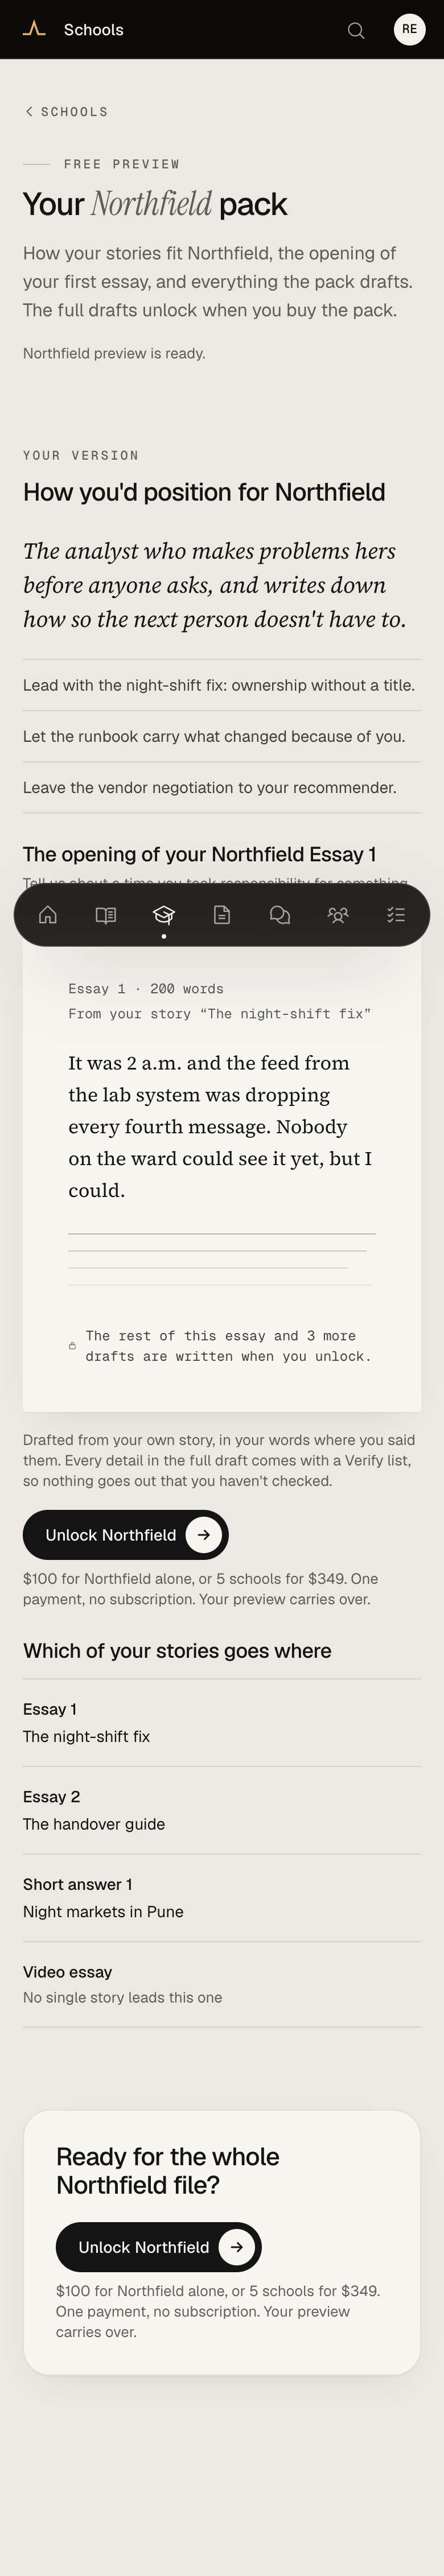 Schools
RE
SCHOOLS
FREE PREVIEW
Your Northfield pack
How your stories fit Northfield, the opening of
your first essay, and everything the pack drafts.
The full drafts unlock when you buy the pack.
Northfield preview is ready.
YOUR VERSION
How you'd position for Northfield
The analyst who makes problems hers
before anyone asks, and writes down
how so the next person doesn't have to.
Lead with the night-shift fix: ownership without a title.
Let the runbook carry what changed because of you.
Leave the vendor negotiation to your recommender.
The opening of your Northfield Essay 1
Tell us about a time you took responsibility for something
Essay 1 · 200 words
From your story “The night-shift fix”
It was 2 a.m. and the feed from
the lab system was dropping
every fourth message. Nobody
on the ward could see it yet, but I
could.
The rest of this essay and 3 more
drafts are written when you unlock.
Drafted from your own story, in your words where you said
them. Every detail in the full draft comes with a Verify list,
so nothing goes out that you haven't checked.
Unlock Northfield
$100 for Northfield alone, or 5 schools for $349. One
payment, no subscription. Your preview carries over.
Which of your stories goes where
Essay 1
The night-shift fix
Essay 2
The handover guide
Short answer 1
Night markets in Pune
Video essay
No single story leads this one
Ready for the whole
Northfield file?
Unlock Northfield
$100 for Northfield alone, or 5 schools for $349.
One payment, no subscription. Your preview
carries over.